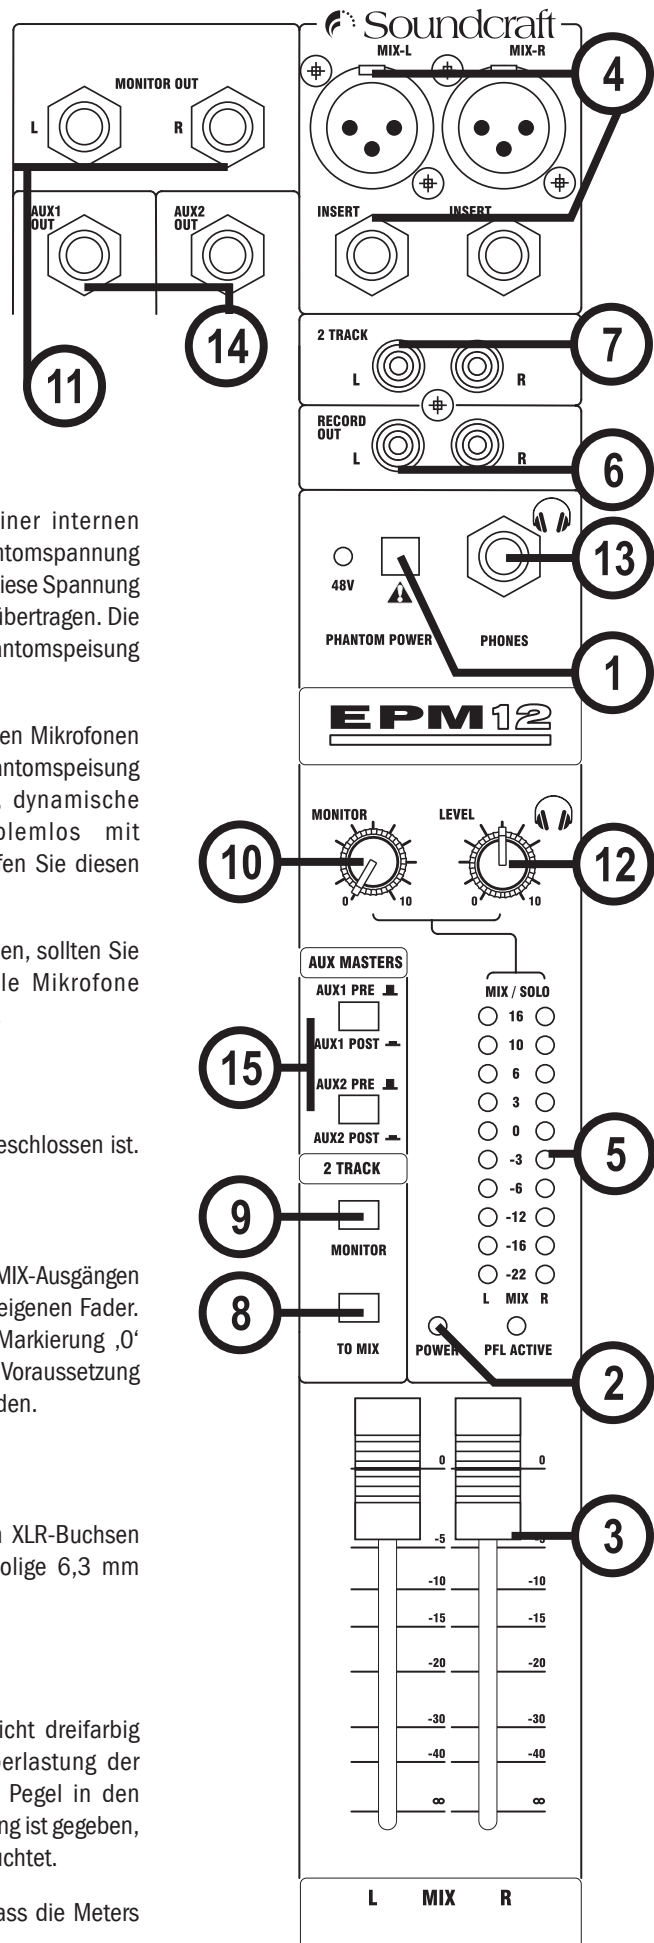 Soundcraft
MIX-L MIX-R
MONITOR OUT
L R
4
INSERT INSERT
AUX1 OUT
AUX2 OUT
11
14
2 TRACK
L R
7
RECORD OUT
L R
6
48V
PHANTOM POWER
PHONES
13
1
EPM12
MONITOR
LEVEL
0 10
0 10
10
12
AUX MASTERS
AUX1 PRE
AUX1 POST
AUX2 PRE
AUX2 POST
15
MIX / SOLO
16
10
6
3
0
-3
-6
-12
-16
-22
L MIX R
5
2 TRACK
9
MONITOR
8
TO MIX
POWER
PFL ACTIVE
2
0 0
-5 -5
3
-10 -10
-15 -15
-20 -20
-30 -30
-40 -40
∞ ∞
L MIX R
iner internen
ntomspannung
iese Spannung
übertragen. Die
antomspeisung
en Mikrofonen
antomspeisung
, dynamische
blemlos mit
fen Sie diesen
en, sollten Sie
le Mikrofone
.
eschlossen ist.
MIX-Ausgängen
eigenen Fader.
Markierung ‚0‘
Voraussetzung
den.
n XLR-Buchsen
olige 6,3 mm
icht dreifarbig
berlastung der
Pegel in den
ng ist gegeben,
uchtet.
ass die Meters